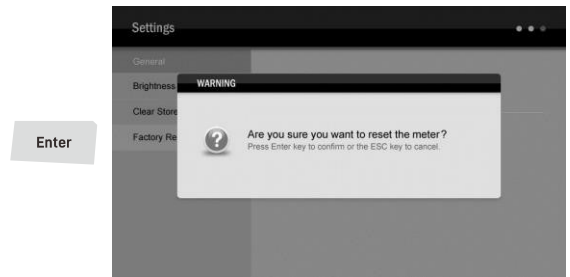 Settings
General
Brightness
WARNING
Clear Store
Factory Re
Are you sure you want to reset the meter?
Press Enter key to confirm or the ESC key to cancel.
Enter